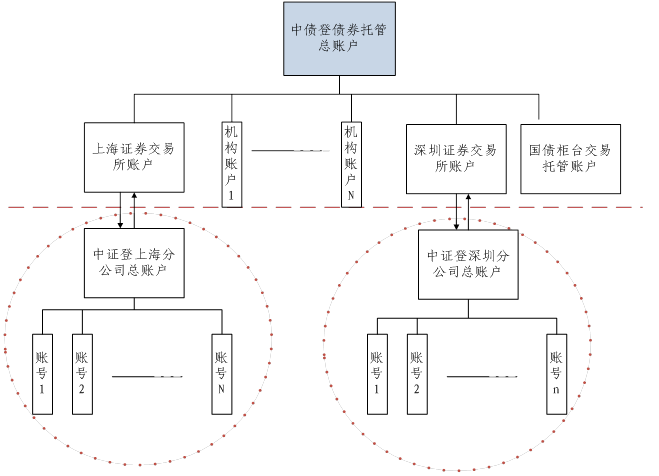 中债登债券托管
总账户
上海证券交易
所账户
机构账户1
机构账户N
深圳证券交易
所账户
国债柜台交易
托管账户
中证登上海分
公司总账户
中证登深圳分
公司总账户
账号1
账号2
账号N
账号1
账号2
账号n